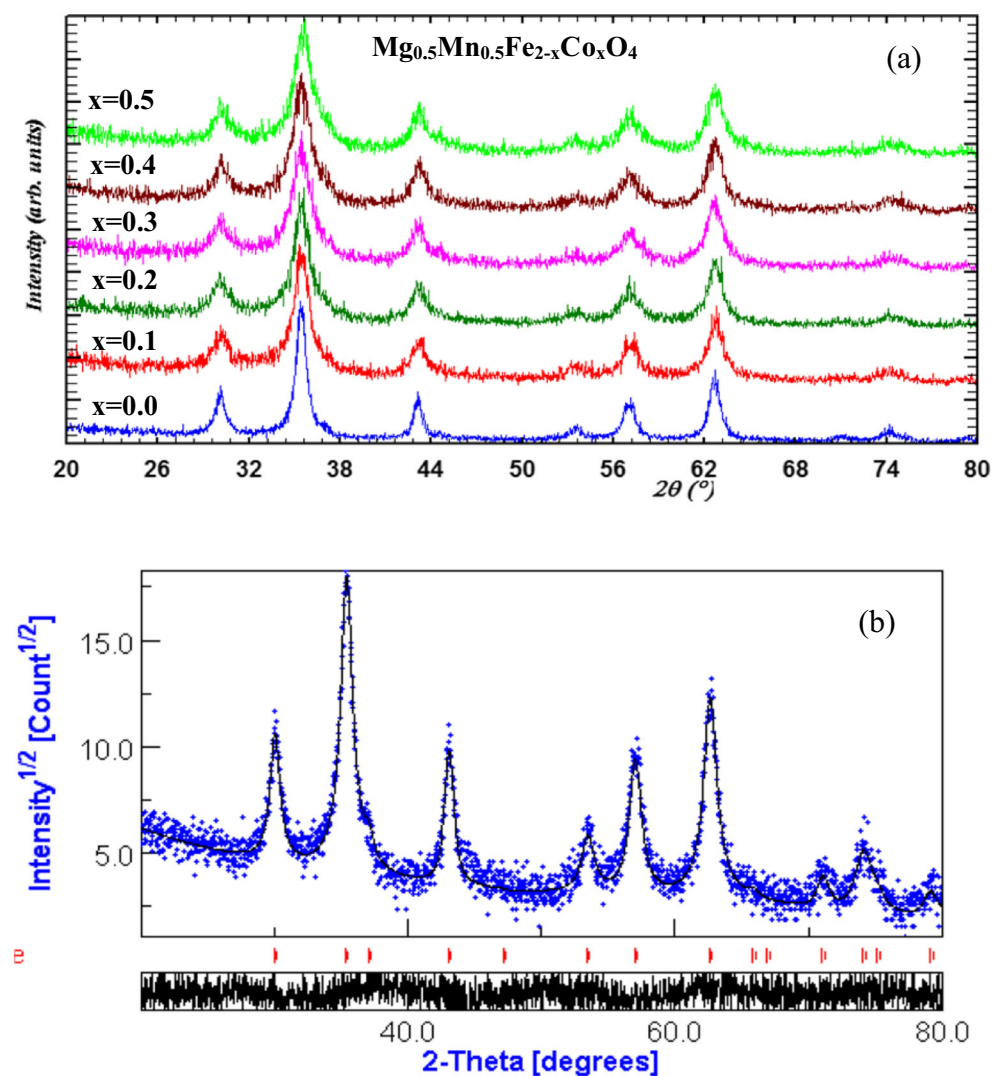 Mg0.5Mn0.5Fe2-xCoxO4
(a)
x=0.5
x=0.4
x=0.3
x=0.2
x=0.1
x=0.0
Intensity (arb. units)
20 26 32 38 44 50 56 62 68 74 80
2θ (°)
(b)
15.0
10.0
5.0
Intensity1/2 [Count1/2]
40.0 60.0 80.0
2-Theta [degrees]